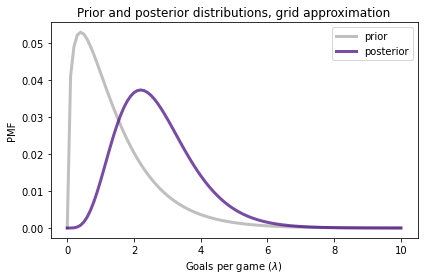 Prior and posterior distributions, grid approximation
prior
posterior
PMF
0.05
0.04
0.03
0.02
0.01
0.00
0 2 4 6 8 10
Goals per game (λ)